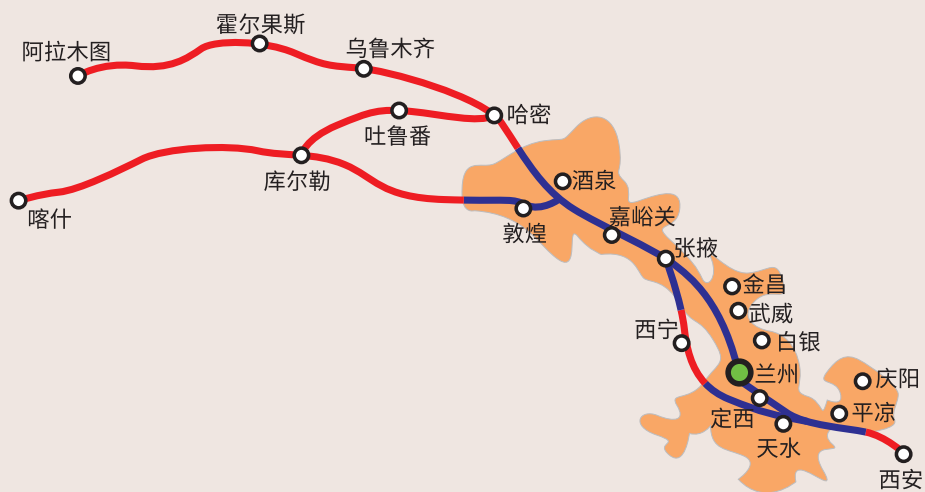 霍尔果斯
阿拉木图
乌鲁木齐
哈密
吐鲁番
库尔勒
喀什
酒泉
敦煌
嘉峪关
张掖
金昌
武威
西宁
白银
兰州
庆阳
定西
平凉
天水
西安